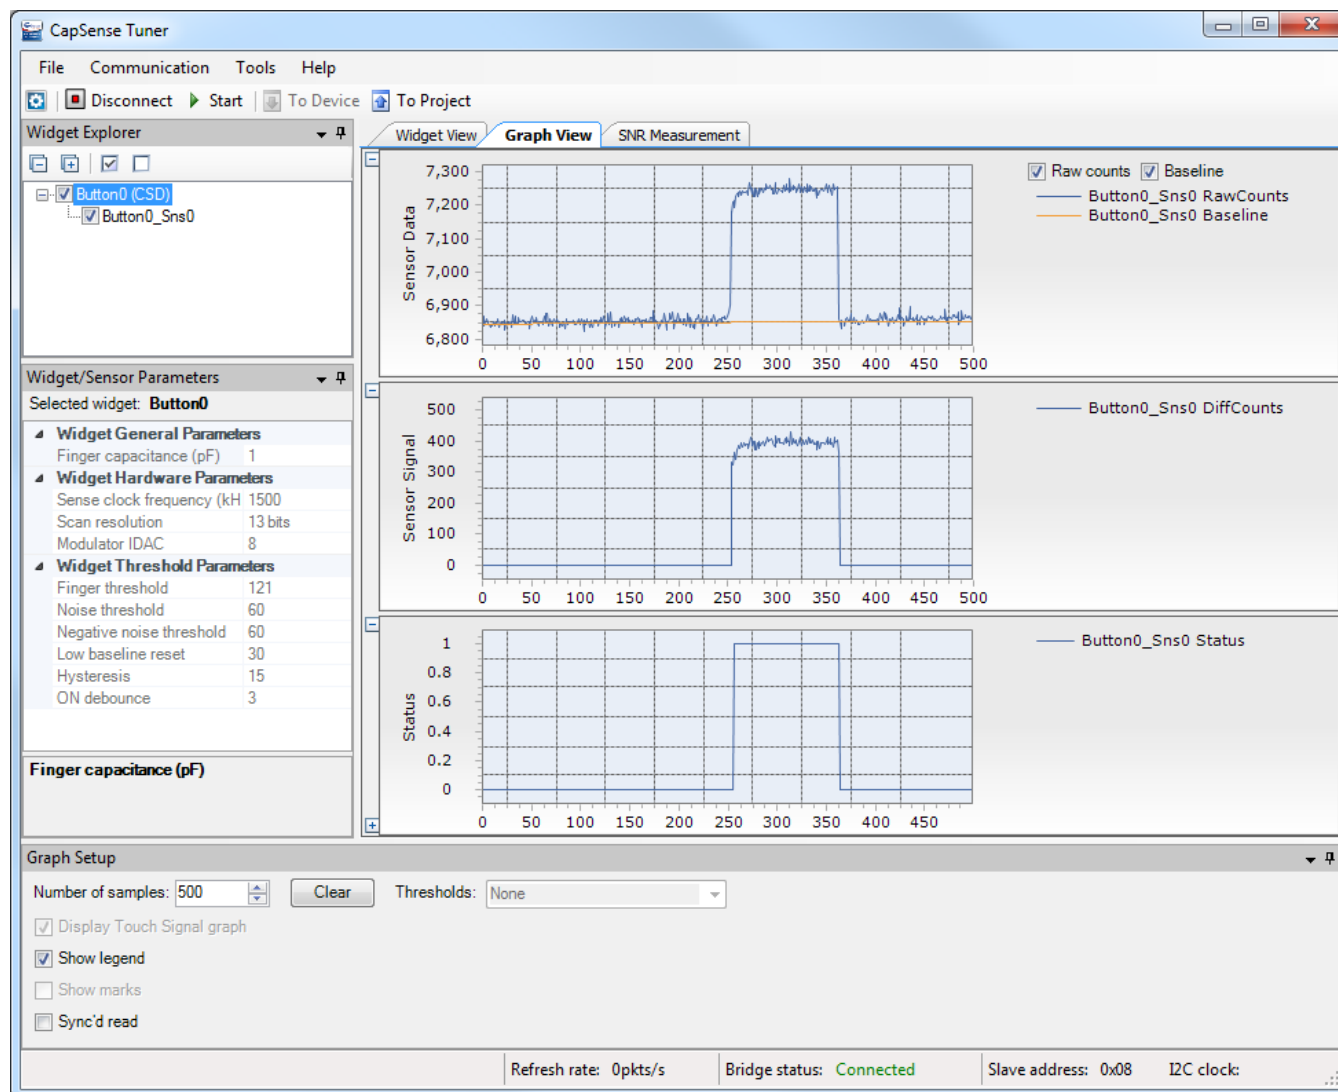 CapSense Tuner
File Communication Tools Help
Disconnect Start To Device To Project
Widget Explorer
Button0 (CSD)
Button0_Sns0
Widget/Sensor Parameters
Selected widget: Button0
Widget General Parameters
Finger capacitance (pF) 1
Widget Hardware Parameters
Sense clock frequency (kH 1500
Scan resolution 13 bits
Modulator IDAC 8
Widget Threshold Parameters
Finger threshold 121
Noise threshold 60
Negative noise threshold 60
Low baseline reset 30
Hysteresis 15
ON debounce 3
Finger capacitance (pF)
Widget View Graph View SNR Measurement
Sensor Data
7,300
7,200
7,100
7,000
6,900
6,800
0 50 100 150 200 250 300 350 400 450 500
Raw counts Baseline
Button0_Sns0 RawCounts
Button0_Sns0 Baseline
Sensor Signal
500
400
300
200
100
0
0 50 100 150 200 250 300 350 400 450 500
Button0_Sns0 DiffCounts
Status
1
0.8
0.6
0.4
0.2
0
0 50 100 150 200 250 300 350 400 450
Button0_Sns0 Status
Graph Setup
Number of samples: 500 Clear Thresholds: None
Display Touch Signal graph
Show legend
Show marks
Sync'd read
Refresh rate: 0pkts/s Bridge status: Connected Slave address: 0x08 I2C clock: